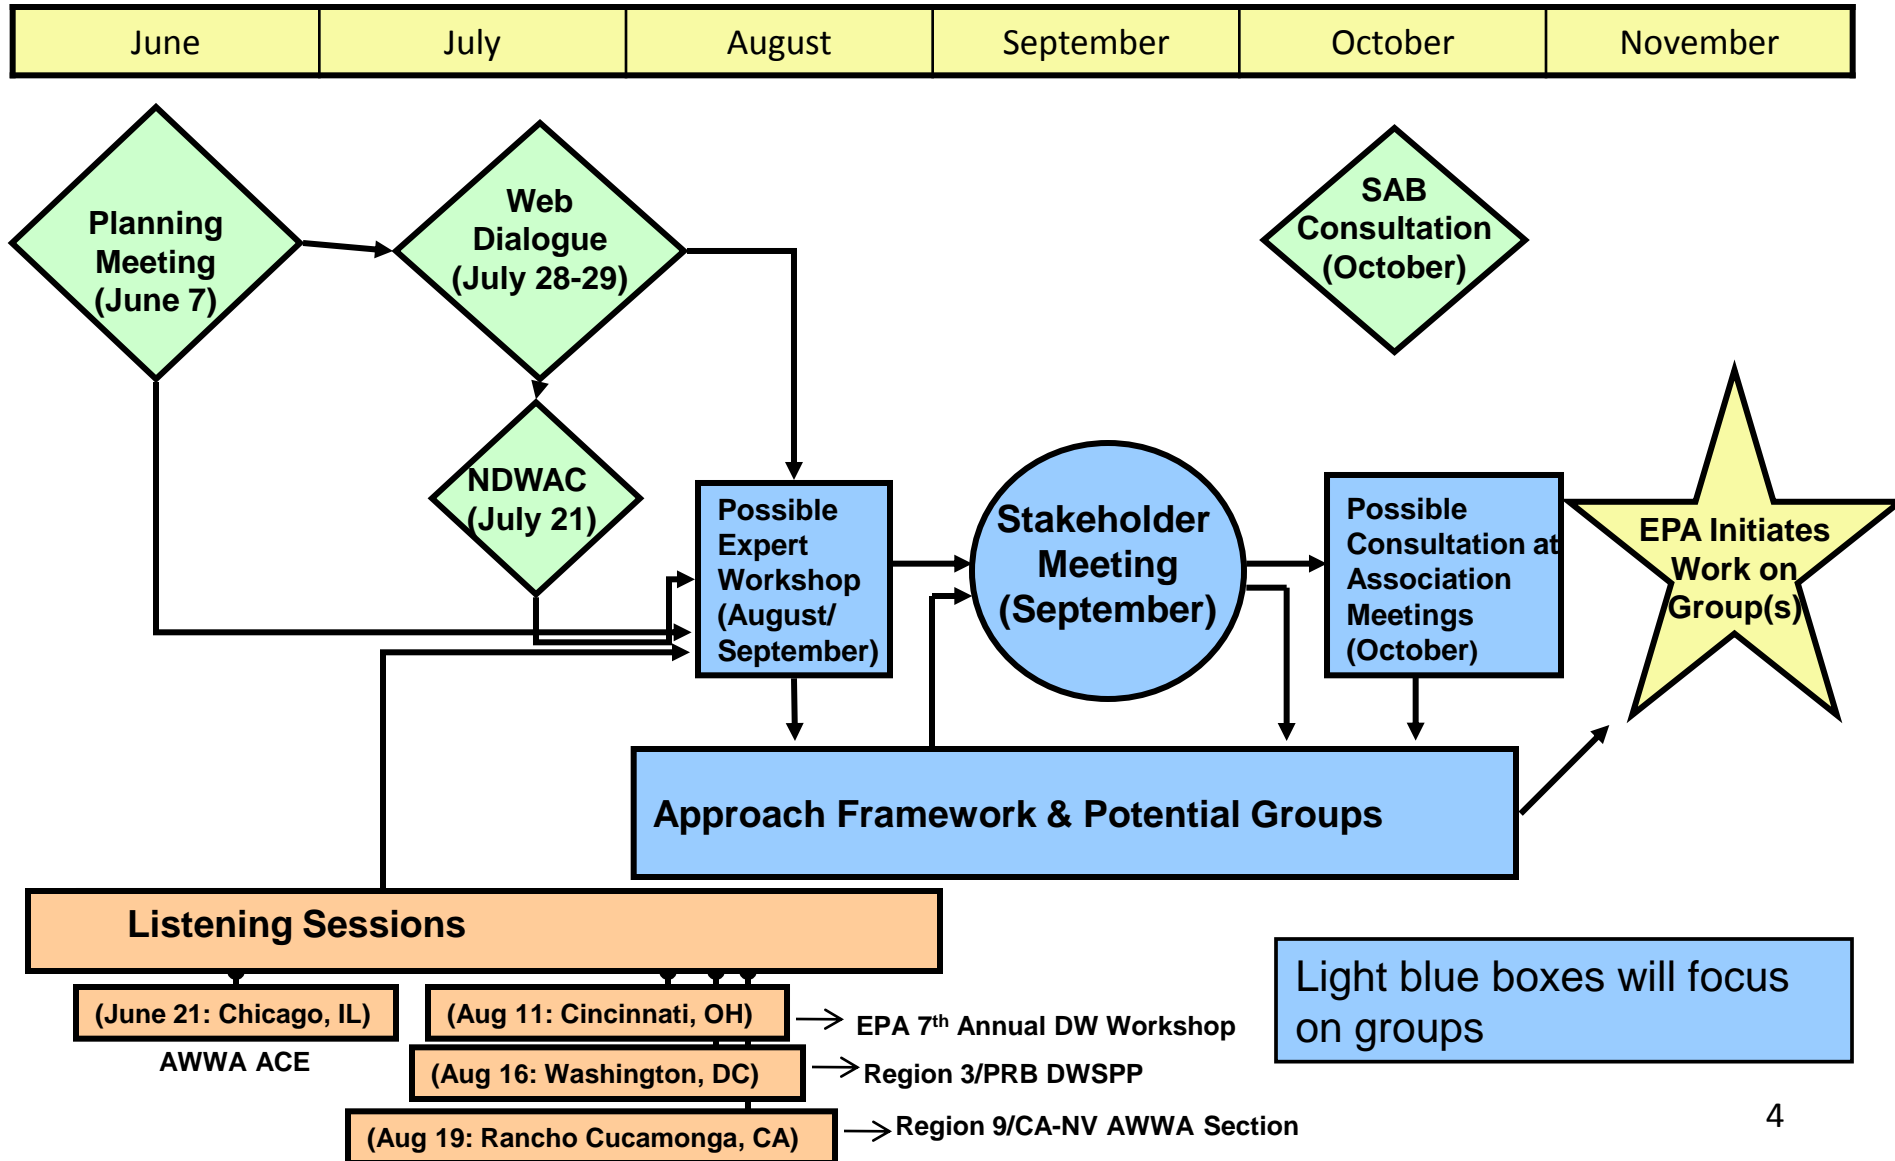 June July August September October November
Planning
Meeting
(June 7)
Web
Dialogue
(July 28-29)
SAB
Consultation
(October)
NDWAC
(July 21)
Possible
Expert
Workshop
(August/
September)
Stakeholder
Meeting
(September)
Possible
Consultation at
Association
Meetings
(October)
EPA Initiates
Work on
Group(s)
Approach Framework & Potential Groups
Listening Sessions
(June 21: Chicago, IL)
AWWA ACE
(Aug 11: Cincinnati, OH)
EPA 7th Annual DW Workshop
(Aug 16: Washington, DC)
Region 3/PRB DWSPP
(Aug 19: Rancho Cucamonga, CA)
Region 9/CA-NV AWWA Section
Light blue boxes will focus
on groups
4